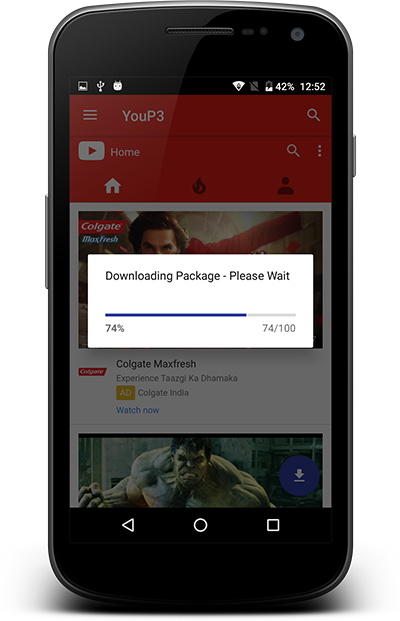 42% 12:52
YouP3
Home
Colgate
MaxFresh
Downloading Package - Please Wait
74% 74/100
Colgate
Colgate Maxfresh
Experience Taazgi Ka Dhamaka
AD Colgate India
Watch now